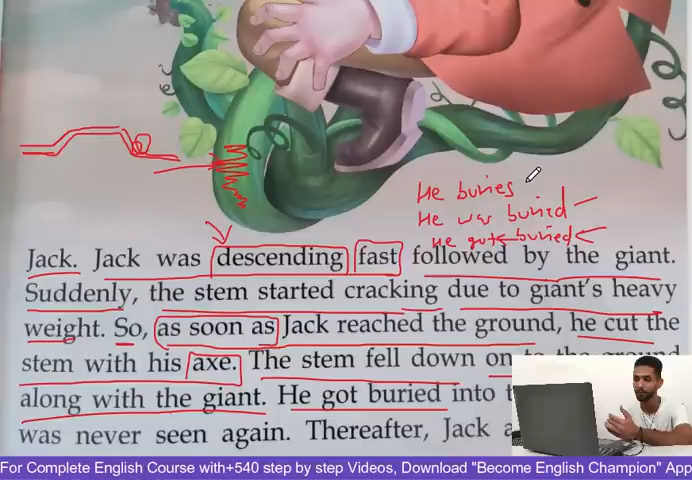 He buries
He was buried
He got buried
Jack. Jack was descending fast followed by the giant.
Suddenly, the stem started cracking due to giant's heavy
weight. So, as soon as Jack reached the ground, he cut the
stem with his axe. The stem fell down on to the ground
along with the giant. He got buried into
was never seen again. Thereafter, Jack
For Complete English Course with+540 step by step Videos, Download "Become English Champion" App